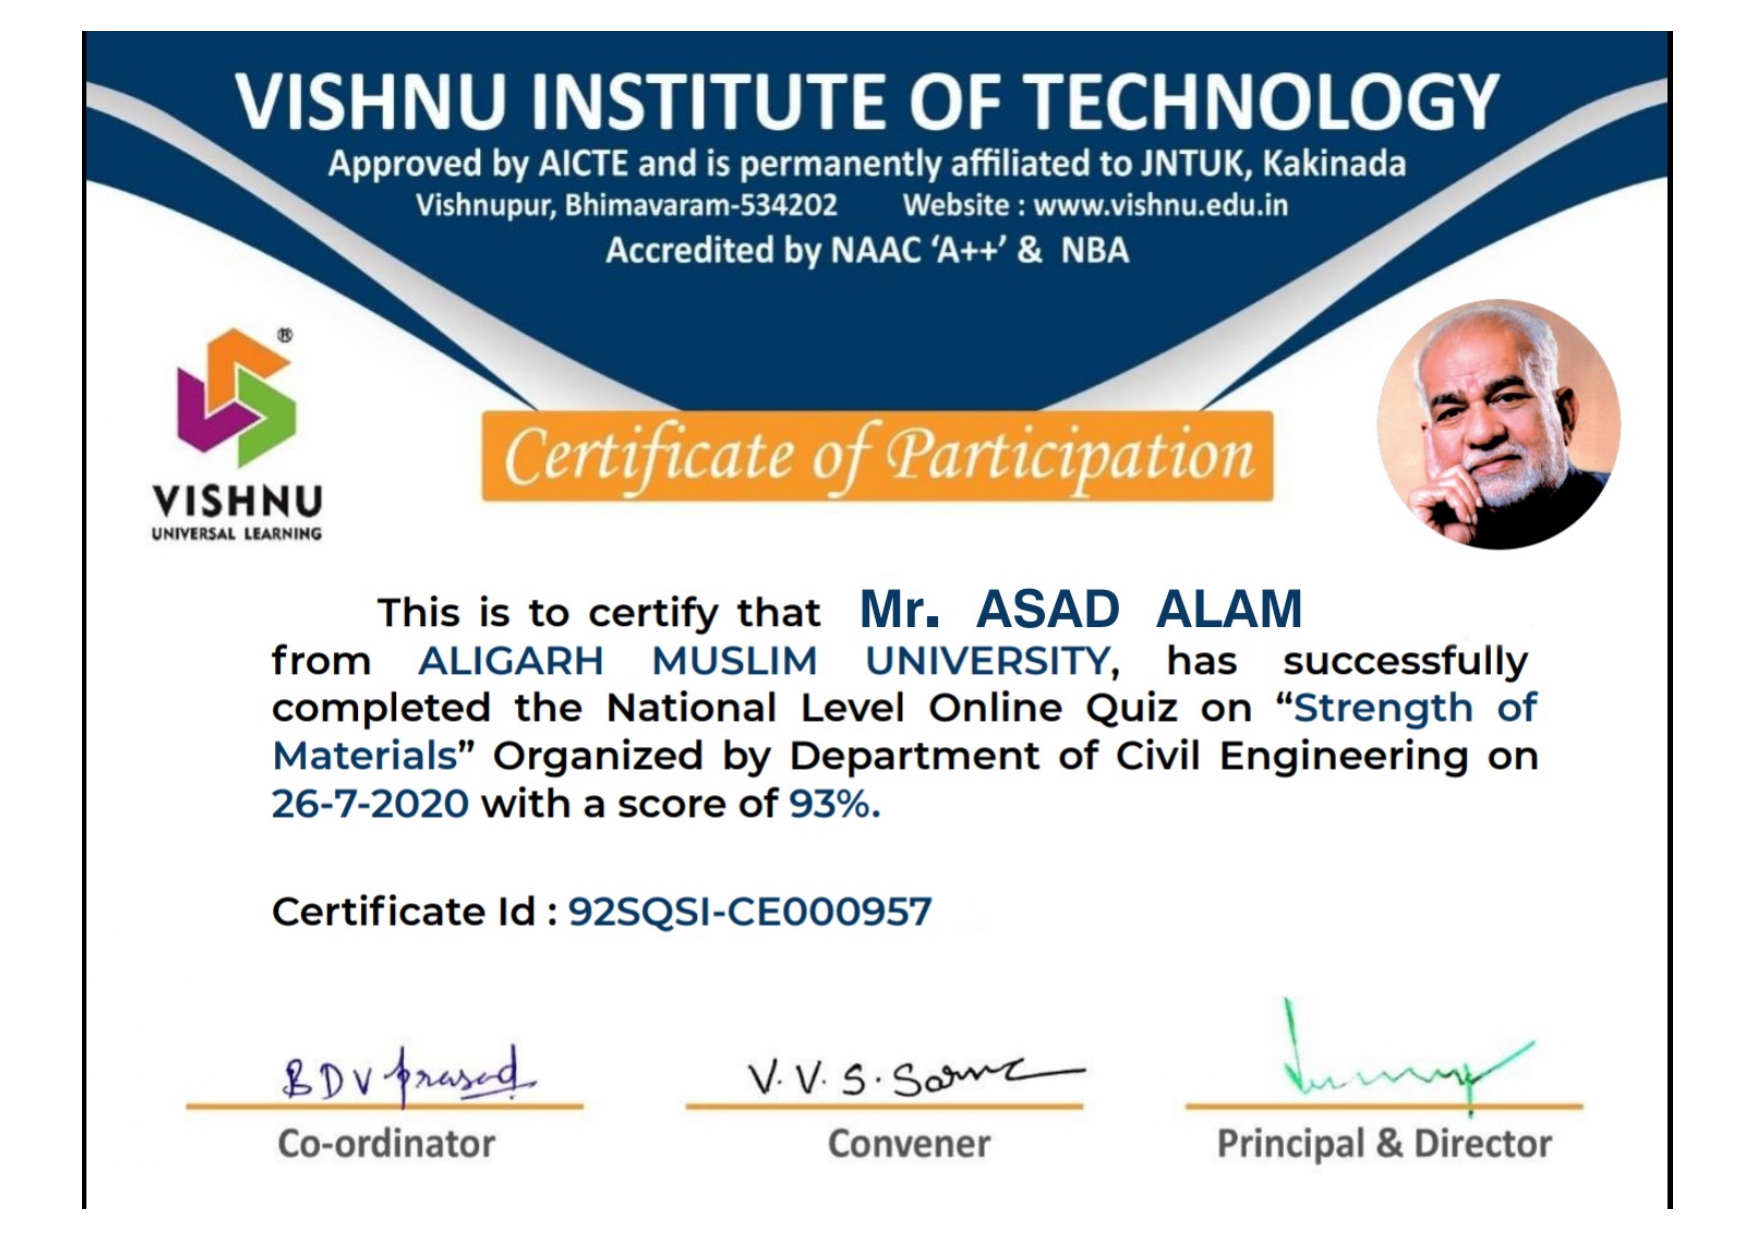 VISHNU INSTITUTE OF TECHNOLOGY
Approved by AICTE and is permanently affiliated to JNTUK, Kakinada
Vishnupur, Bhimavaram-534202 Website : www.vishnu.edu.in
Accredited by NAAC ‘A++’ & NBA
®
VISHNU
UNIVERSAL LEARNING
Certificate of Participation
This is to certify that Mr. ASAD ALAM
from ALIGARH MUSLIM UNIVERSITY, has successfully
completed the National Level Online Quiz on “Strength of
Materials” Organized by Department of Civil Engineering on
26-7-2020 with a score of 93%.
Certificate Id : 92SQSI-CE000957
BDV prasad
V. V. S. Sarma
Co-ordinator
Convener
Principal & Director